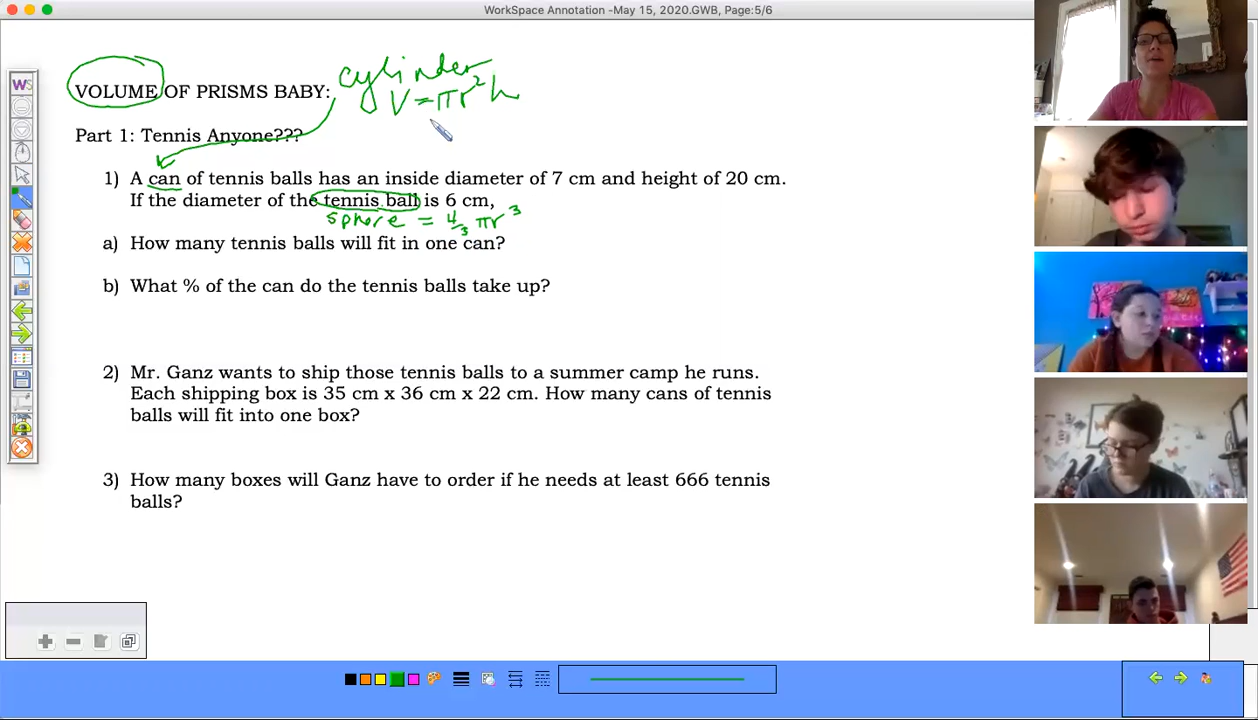 WorkSpace Annotation -May 15, 2020.GWB, Page:5/6
cylinder
VOLUME OF PRISMS BABY:
V = πr²h
Part 1: Tennis Anyone???
1) A can of tennis balls has an inside diameter of 7 cm and height of 20 cm.
If the diameter of the tennis ball is 6 cm,
sphere = 4/3 πr³
a) How many tennis balls will fit in one can?
b) What % of the can do the tennis balls take up?
2) Mr. Ganz wants to ship those tennis balls to a summer camp he runs.
Each shipping box is 35 cm x 36 cm x 22 cm. How many cans of tennis
balls will fit into one box?
3) How many boxes will Ganz have to order if he needs at least 666 tennis
balls?